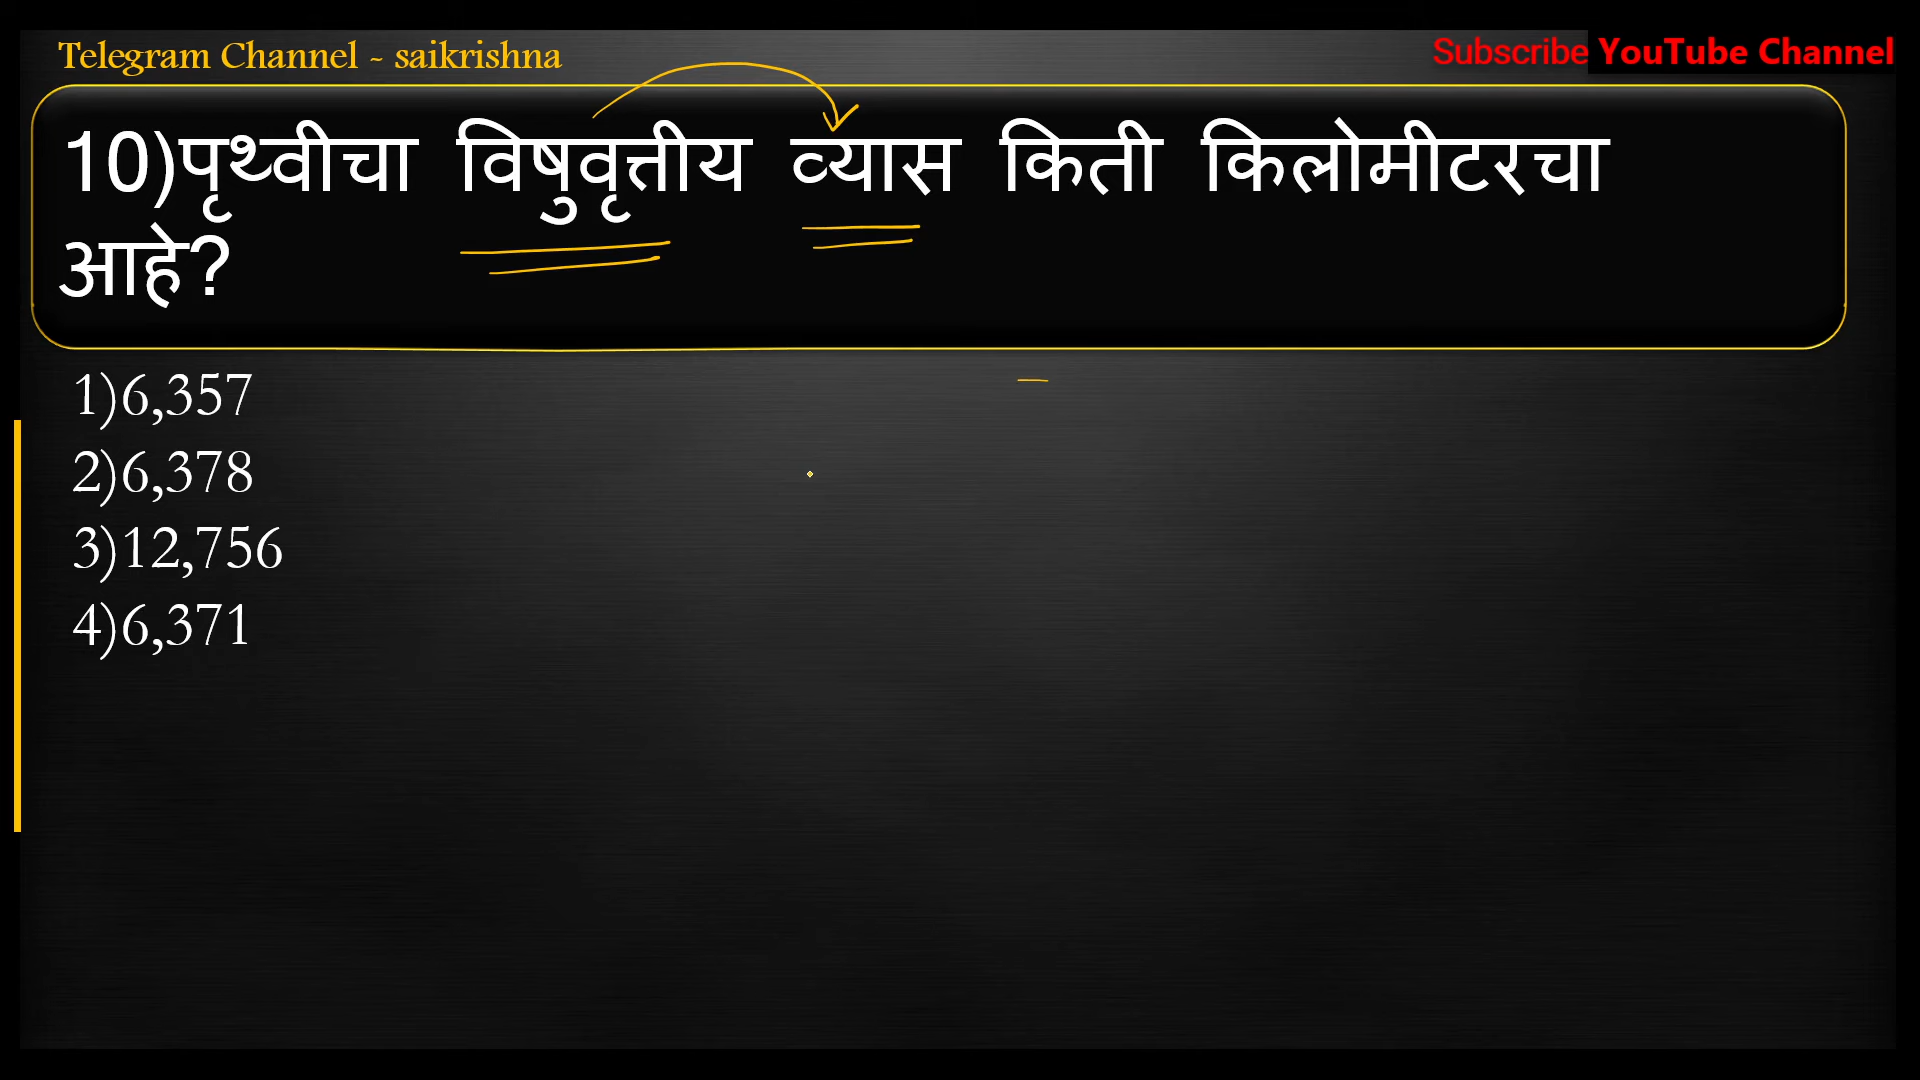 Telegram Channel - saikrishna
Subscribe YouTube Channel
10)पृथ्वीचा विषुवृत्तीय व्यास किती किलोमीटरचा
आहे?
1)6,357
2)6,378
3)12,756
4)6,371